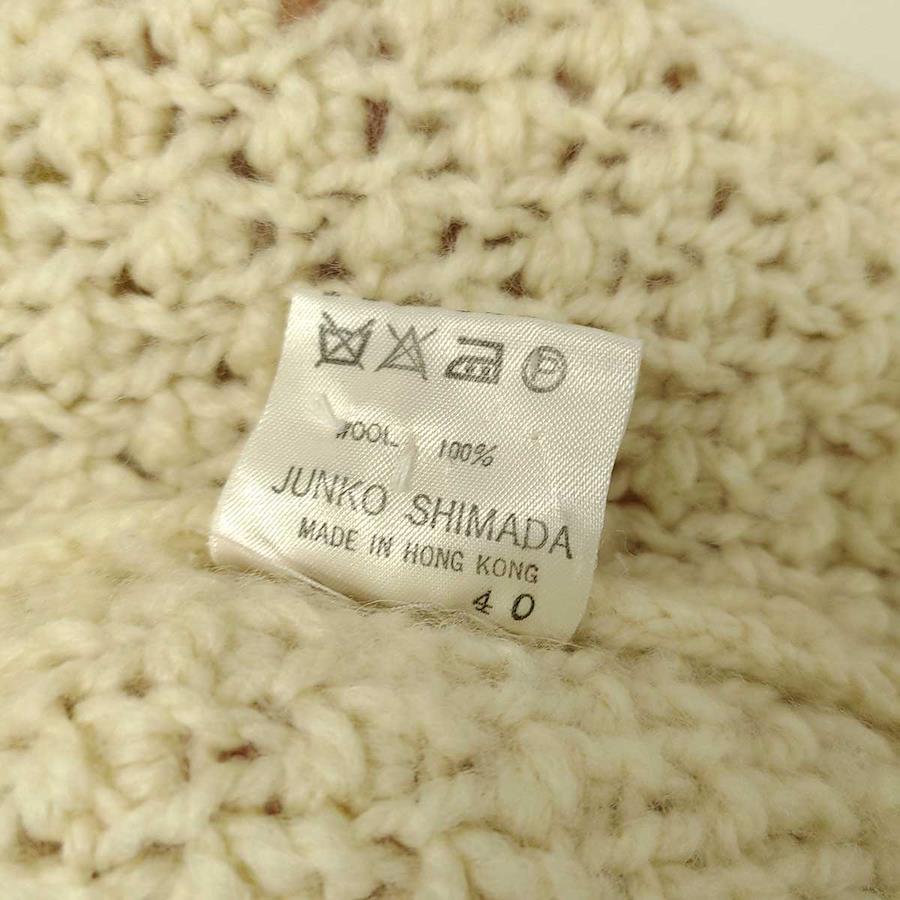 P
WOOL 100%
JUNKO SHIMADA
MADE IN HONG KONG
40